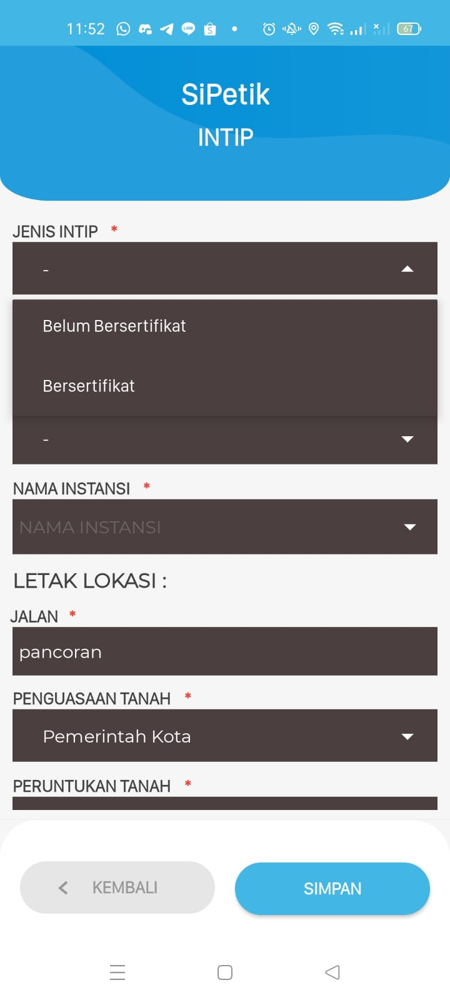 11:52
67
SiPetik
INTIP
JENIS INTIP *
-
Belum Bersertifikat
Bersertifikat
-
NAMA INSTANSI *
NAMA INSTANSI
LETAK LOKASI :
JALAN *
pancoran
PENGUASAAN TANAH *
Pemerintah Kota
PERUNTUKAN TANAH *
KEMBALI
SIMPAN